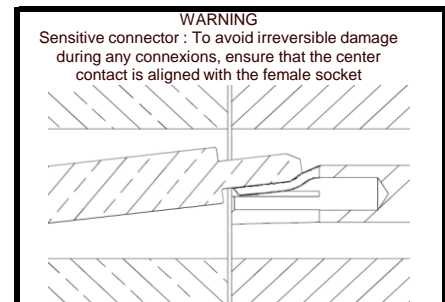 WARNING
Sensitive connector : To avoid irreversible damage
during any connexions, ensure that the center
contact is aligned with the female socket